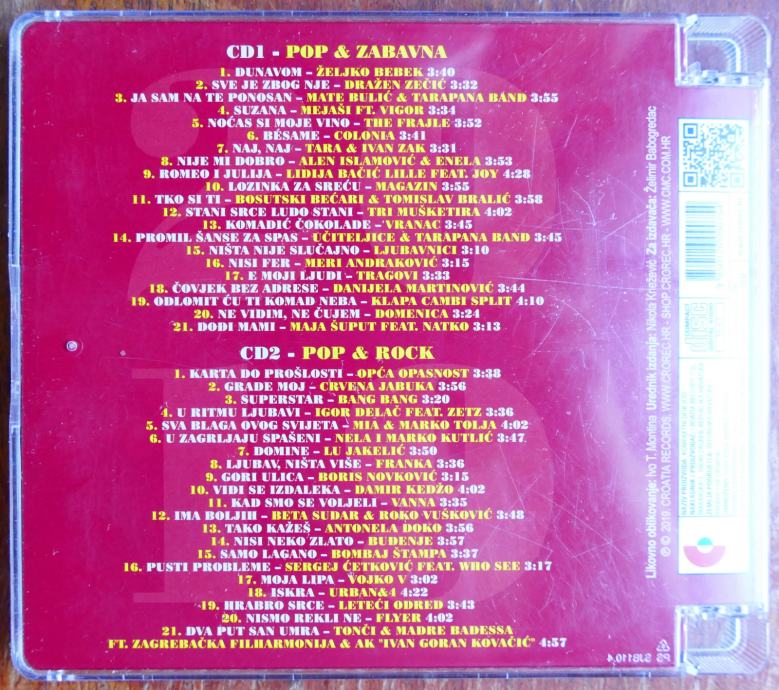 CD1 - POP & ZABAVNA
1. DUNAVOM – ŽELJKO BEBEK 3:40
2. SVE JE ZBOG NJE – DRAŽEN ZEČIĆ 3:32
3. JA SAM NA TE PONOSAN – MATE BULIĆ & TARAPANA BAND 3:55
4. SUZANA – MEJAŠI FT. VIGOR 3:34
5. NOĆAS SI MOJE VINO – THE FRAJLE 3:52
6. BÉSAME – COLONIA 3:41
7. NAJ, NAJ – TARA & IVAN ZAK 3:31
8. NIJE MI DOBRO – ALEN ISLAMOVIĆ & ENELA 3:53
9. ROMEO I JULIJA – LIDIJA BAČIĆ LILLE FEAT. JOY 4:28
10. LOZINKA ZA SREĆU – MAGAZIN 3:55
11. TKO SI TI – BOSUTSKI BEĆARI & TOMISLAV BRALIĆ 3:58
12. STANI SRCE LUDO STANI – TRI MUŠKETIRA 4:02
13. KOMADIĆ ČOKOLADE – VRANAC 3:45
14. PROMIL ŠANSE ZA SPAS – UČITELJICE & TARAPANA BAND 3:45
15. NIŠTA NIJE SLUČAJNO – LJUBAVNICI 3:10
16. NISI FER – MERI ANDRAKOVIĆ 3:15
17. E MOJI LJUDI – TRAGOVI 3:33
18. ČOVJEK BEZ ADRESE – DANIJELA MARTINOVIĆ 3:44
19. ODLOMIT ĆU TI KOMAD NEBA – KLAPA CAMBI SPLIT 4:10
20. NE VIDIM, NE ČUJEM – DOMENICA 3:24
21. DOĐI MAMI – MAJA ŠUPUT FEAT. NATKO 3:13
CD2 - POP & ROCK
1. KARTA DO PROŠLOSTI – OPĆA OPASNOST 3:38
2. GRADE MOJ – CRVENA JABUKA 3:56
3. SUPERSTAR – BANG BANG 3:20
4. U RITMU LJUBAVI – IGOR DELAČ FEAT. ZETZ 3:36
5. SVA BLAGA OVOG SVIJETA – MIA & MARKO TOLJA 4:02
6. U ZAGRLJAJU SPAŠENI – NELA I MARKO KUTLIĆ 3:47
7. DOMINE – LU JAKELIĆ 3:50
8. LJUBAV, NIŠTA VIŠE – FRANKA 3:36
9. GORI ULICA – BORIS NOVKOVIĆ 3:15
10. VIDI SE IZDALEKA – DAMIR KEDŽO 4:02
11. KAD SMO SE VOLJELI – VANNA 3:35
12. IMA BOLJIH – BETA SUDAR & ROKO VUŠKOVIĆ 3:48
13. TAKO KAŽEŠ – ANTONELA ĐOKO 3:56
14. NISI NEKO ZLATO – BUĐENJE 3:57
15. SAMO LAGANO – BOMBAJ ŠTAMPA 3:37
16. PUSTI PROBLEME – SERGEJ ĆETKOVIĆ FEAT. WHO SEE 3:17
17. MOJA LIPA – VOJKO V 3:02
18. ISKRA – URBAN&4 4:22
19. HRABRO SRCE – LETEĆI ODRED 3:43
20. NISMO REKLI NE – FLYER 4:02
21. DVA PUT SAN UMRA – TONČI & MADRE BADESSA
FT. ZAGREBAČKA FILHARMONIJA & AK "IVAN GORAN KOVAČIĆ" 4:57
Likovno oblikovanje: Ivo T. Montina Urednik izdanja: Nikola Knežević Za izdavača: Želimir Babogredac
℗ © 2019. CROATIA RECORDS. WWW.CROREC.HR - SHOP.CROREC.HR - WWW.CMC.COM.HR